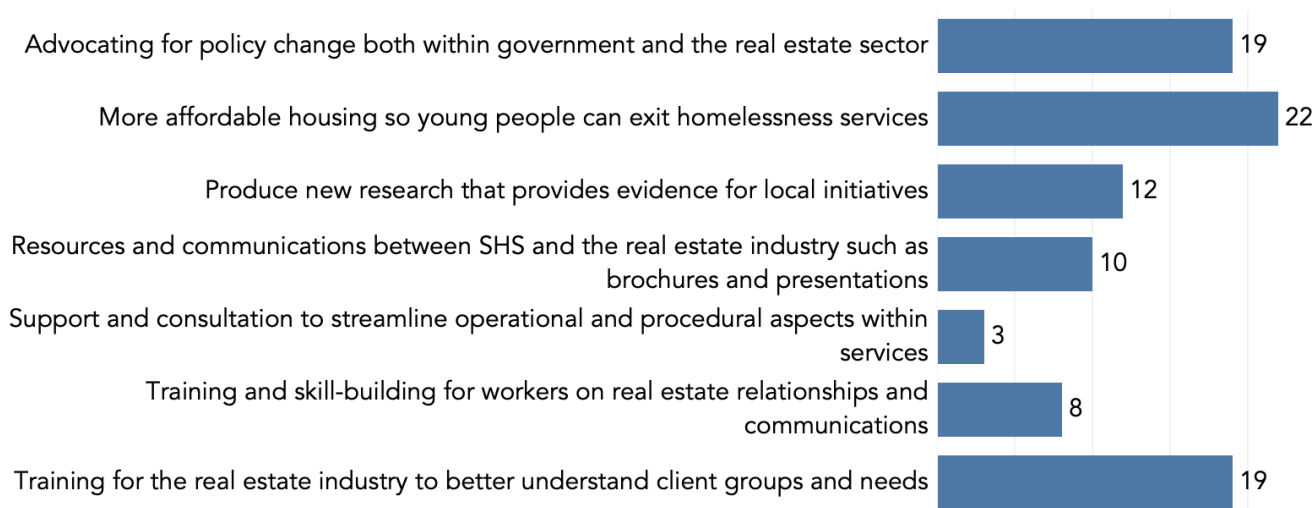 Advocating for policy change both within government and the real estate sector 19
More affordable housing so young people can exit homelessness services 22
Produce new research that provides evidence for local initiatives 12
Resources and communications between SHS and the real estate industry such as
brochures and presentations 10
Support and consultation to streamline operational and procedural aspects within
services 3
Training and skill-building for workers on real estate relationships and
communications 8
Training for the real estate industry to better understand client groups and needs 19